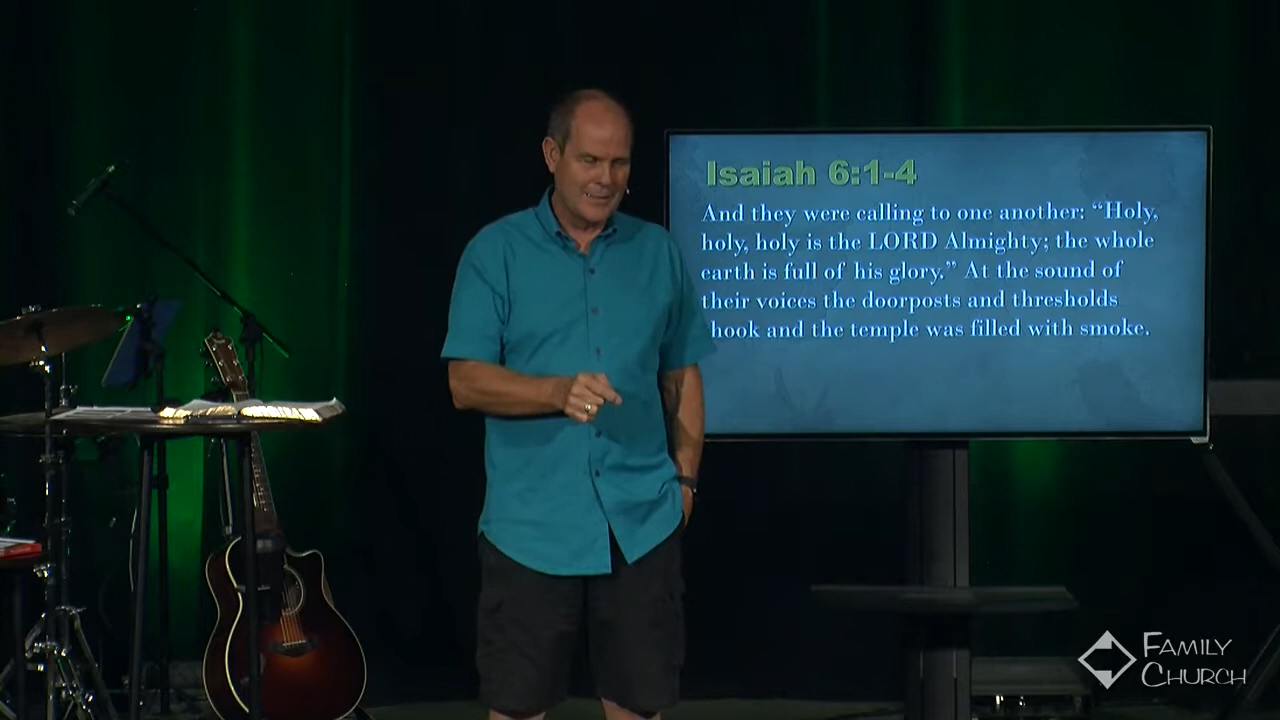 Isaiah 6:1-4
And they were calling to one another: “Holy,
holy, holy is the LORD Almighty; the whole
earth is full of his glory.” At the sound of
their voices the doorposts and thresholds
hook and the temple was filled with smoke.
FAMILY
CHURCH